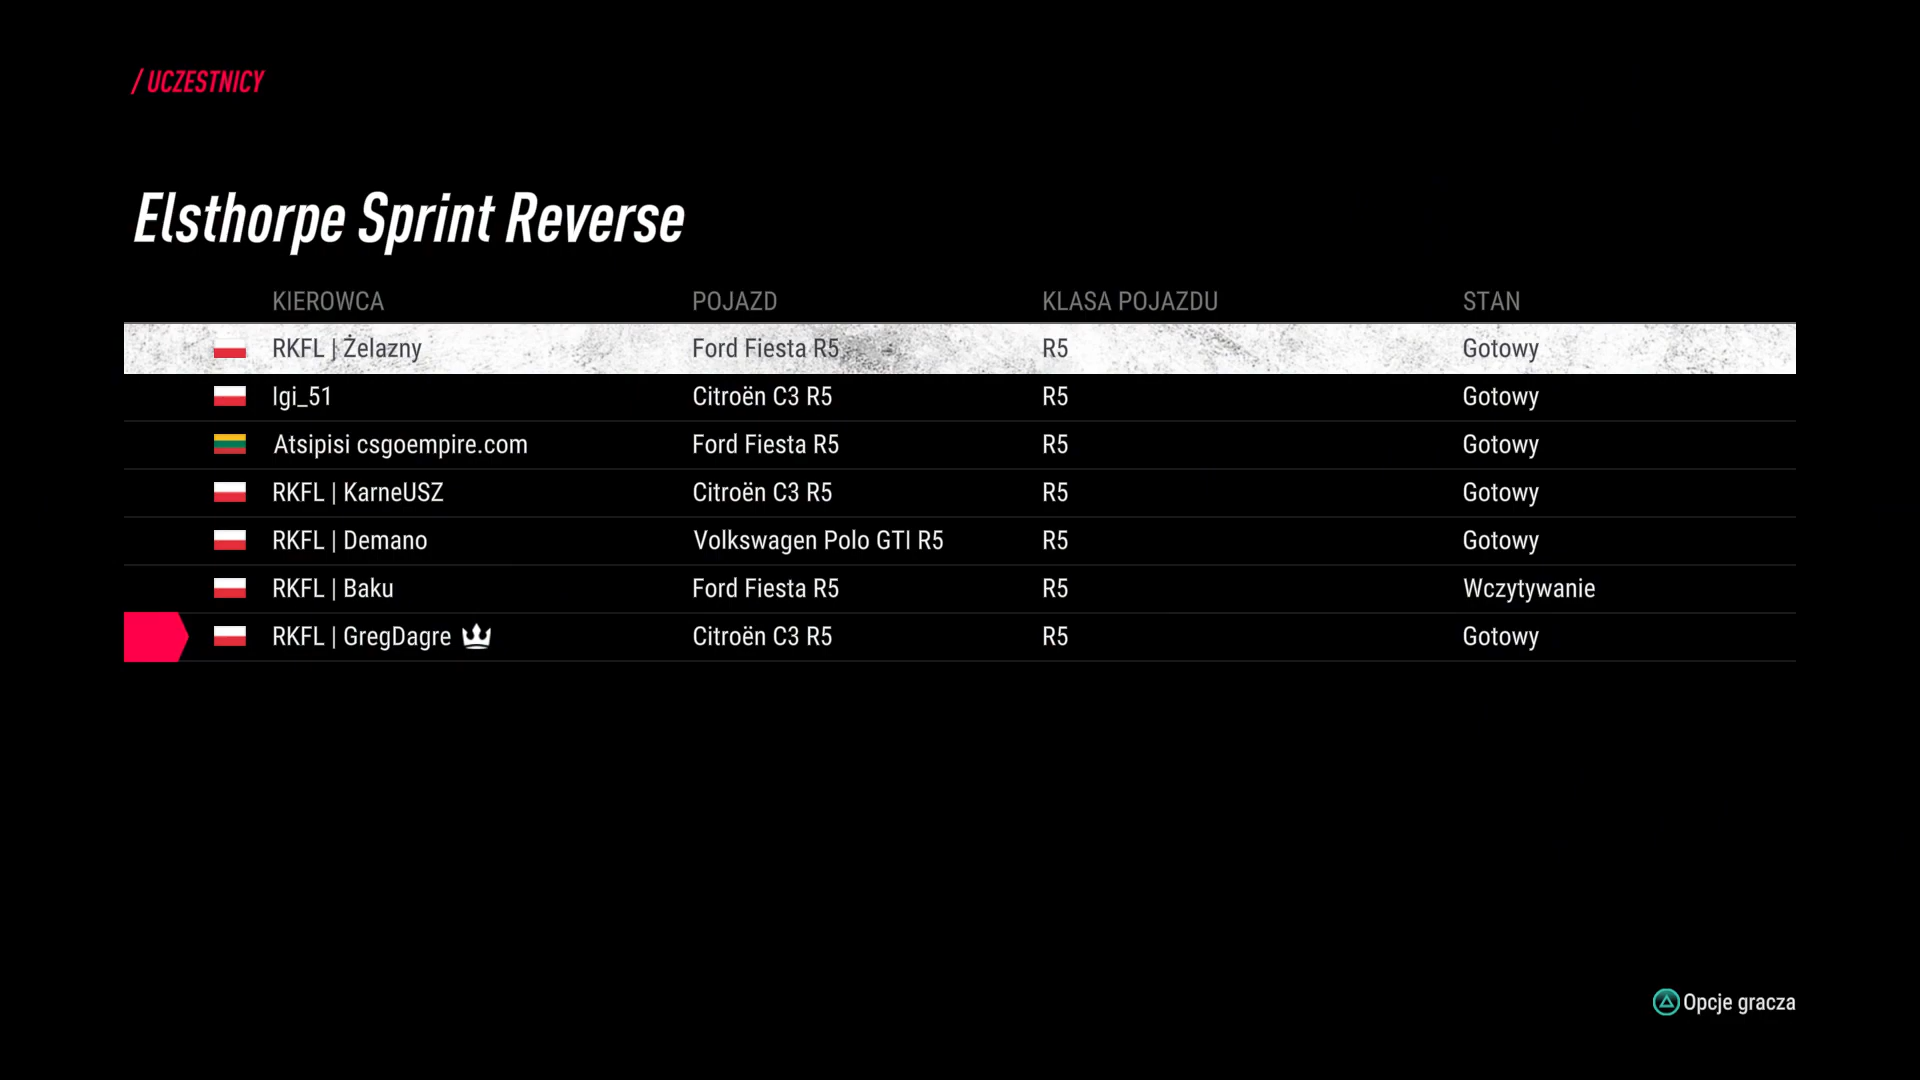 / UCZESTNICY
Elsthorpe Sprint Reverse
KIEROWCA POJAZD KLASA POJAZDU STAN
RKFL | Żelazny Ford Fiesta R5 R5 Gotowy
Igi_51 Citroën C3 R5 R5 Gotowy
Atsipisi csgoempire.com Ford Fiesta R5 R5 Gotowy
RKFL | KarneUSZ Citroën C3 R5 R5 Gotowy
RKFL | Demano Volkswagen Polo GTI R5 R5 Gotowy
RKFL | Baku Ford Fiesta R5 R5 Wczytywanie
RKFL | GregDagre Citroën C3 R5 R5 Gotowy
Opcje gracza